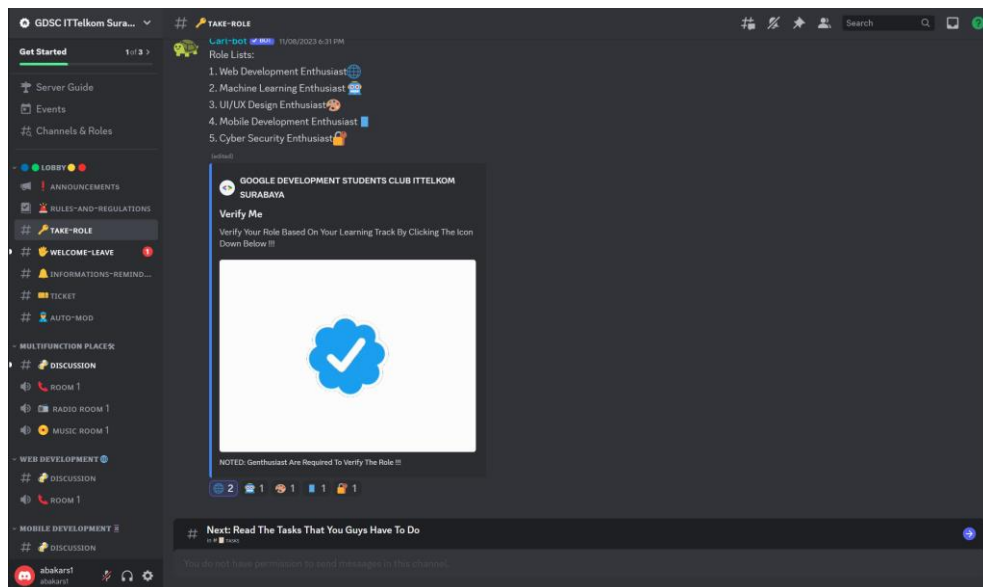 GDSC ITTelkom Sura...
TAKE-ROLE
Search
Get Started
1 of 3 >
Server Guide
Events
Channels & Roles
LOBBY
ANNOUNCEMENTS
RULES-AND-REGULATIONS
TAKE-ROLE
WELCOME-LEAVE
1
INFORMATIONS-REMIND...
TICKET
AUTO-MOD
MULTIFUNCTION PLACE
DISCUSSION
ROOM 1
RADIO ROOM 1
MUSIC ROOM 1
WEB DEVELOPMENT
DISCUSSION
ROOM 1
MOBILE DEVELOPMENT
DISCUSSION
abakars1
abakars1
Carl-bot BOT 11/08/2023 6:31 PM
Role Lists:
1. Web Development Enthusiast
2. Machine Learning Enthusiast
3. UI/UX Design Enthusiast
4. Mobile Development Enthusiast
5. Cyber Security Enthusiast
(edited)
GOOGLE DEVELOPMENT STUDENTS CLUB ITTELKOM
SURABAYA
Verify Me
Verify Your Role Based On Your Learning Track By Clicking The Icon
Down Below !!!
NOTED: Genthusiast Are Required To Verify The Role !!!
2 1 1 1 1
Next: Read The Tasks That You Guys Have To Do
in # TASKS
You do not have permission to send messages in this channel.